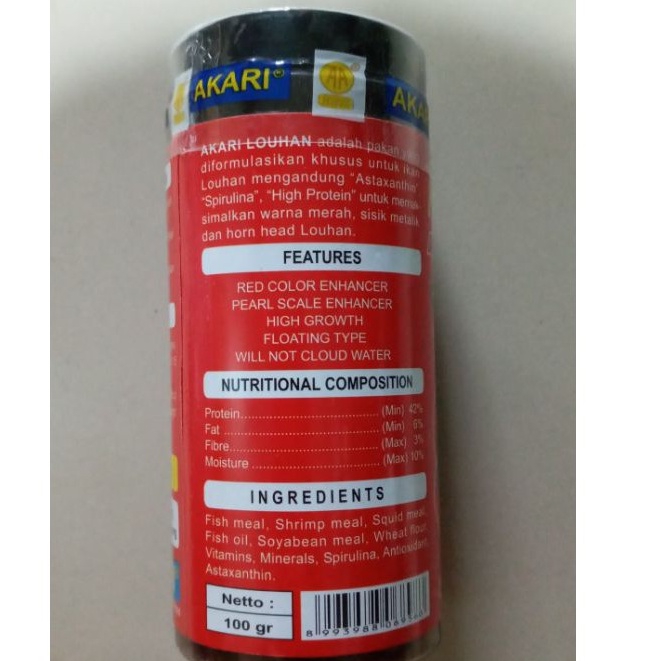 AKARI®
AKARI LOUHAN adalah pakan
diformulasikan khusus untuk ikan
Louhan mengandung "Astaxanthin"
"Spirulina", "High Protein" untuk memak-
simalkan warna merah, sisik metalik
dan horn head Louhan.
FEATURES
RED COLOR ENHANCER
PEARL SCALE ENHANCER
HIGH GROWTH
FLOATING TYPE
WILL NOT CLOUD WATER
NUTRITIONAL COMPOSITION
Protein................................ (Min) 42%
Fat ..................................... (Min) 6%
Fibre................................... (Max) 3%
Moisture .............................. (Max) 10%
INGREDIENTS
Fish meal, Shrimp meal, Squid meal,
Fish oil, Soyabean meal, Wheat flour,
Vitamins, Minerals, Spirulina, Antioxidant,
Astaxanthin.
Netto :
100 gr